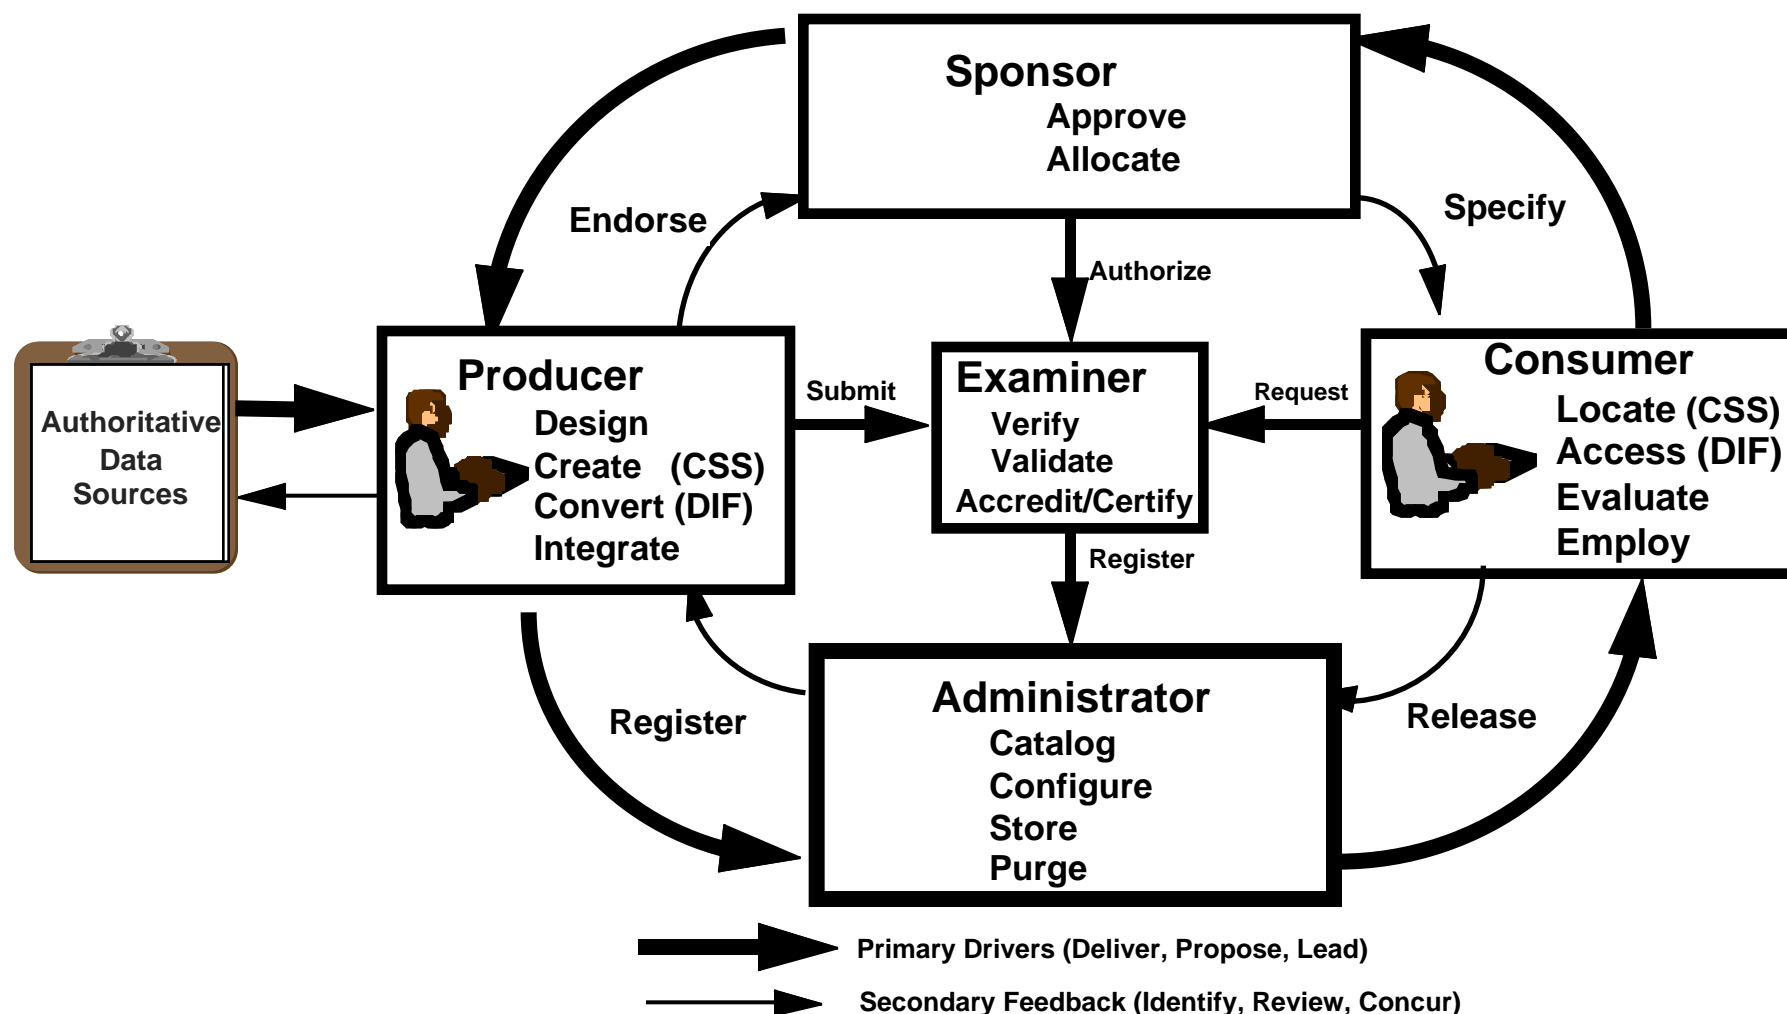 Sponsor
Approve
Allocate
Endorse
Specify
Authorize
Authoritative
Data
Sources
Producer
Design
Create (CSS)
Convert (DIF)
Integrate
Submit
Examiner
Verify
Validate
Accredit/Certify
Request
Consumer
Locate (CSS)
Access (DIF)
Evaluate
Employ
Register
Register
Administrator
Catalog
Configure
Store
Purge
Release
Primary Drivers (Deliver, Propose, Lead)
Secondary Feedback (Identify, Review, Concur)